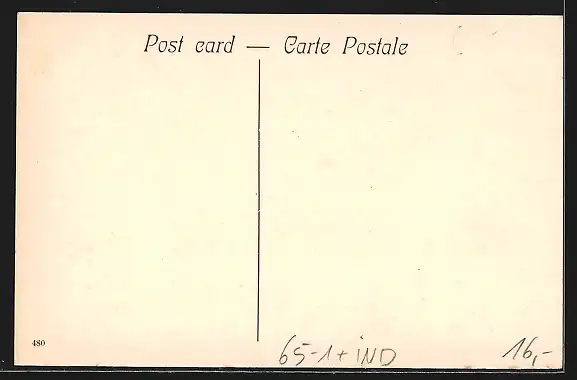 Post card — Carte Postale
480
65-1+IND
16,-